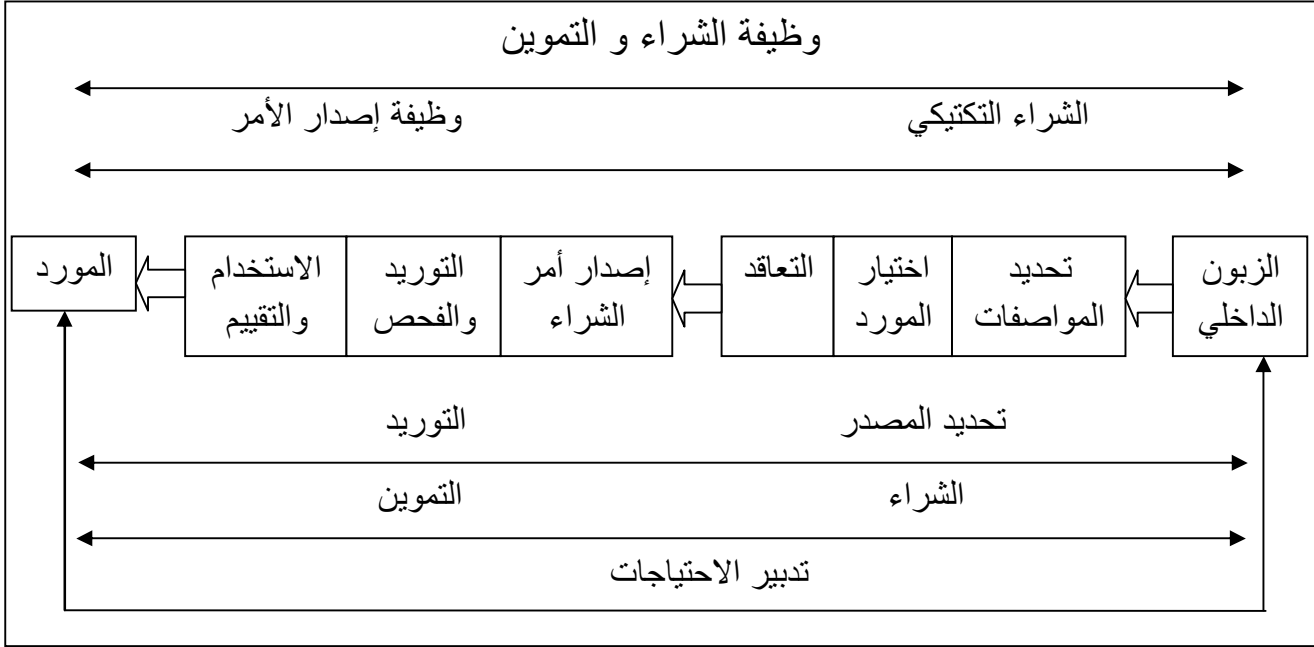 وظيفة الشراء و التموين
الشراء التكتيكي
وظيفة إصدار الأمر
الزبون
الداخلي
تحديد
المواصفات
اختيار
المورد
التعاقد
إصدار أمر
الشراء
التوريد
والفحص
الاستخدام
والتقييم
المورد
تحديد المصدر
التوريد
الشراء
التموين
تدبير الاحتياجات